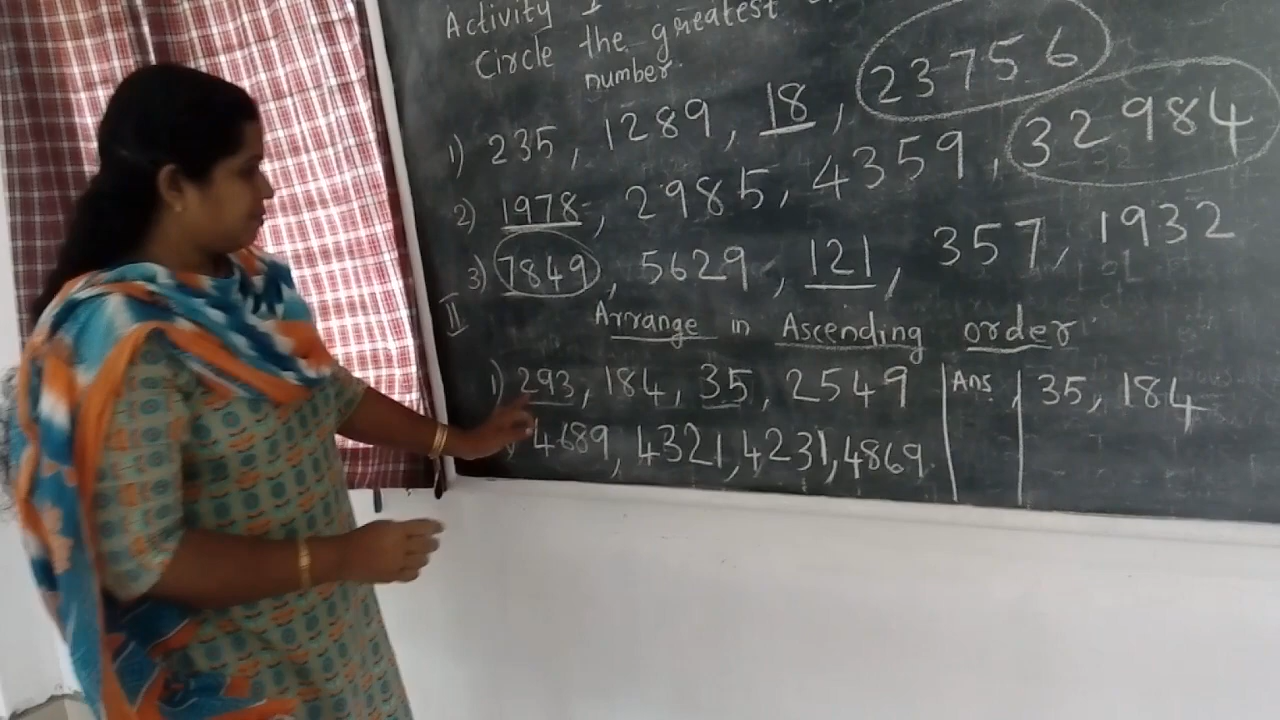 Activity I
Circle the greatest
number.
1) 235, 1289, 18, 23756
2) 1978, 2985, 4359, 32984
3) 7849, 5629, 121, 357, 1932
II Arrange in Ascending order
1) 293, 184, 35, 2549 Ans, 35, 184
4689, 4321, 4231, 4869